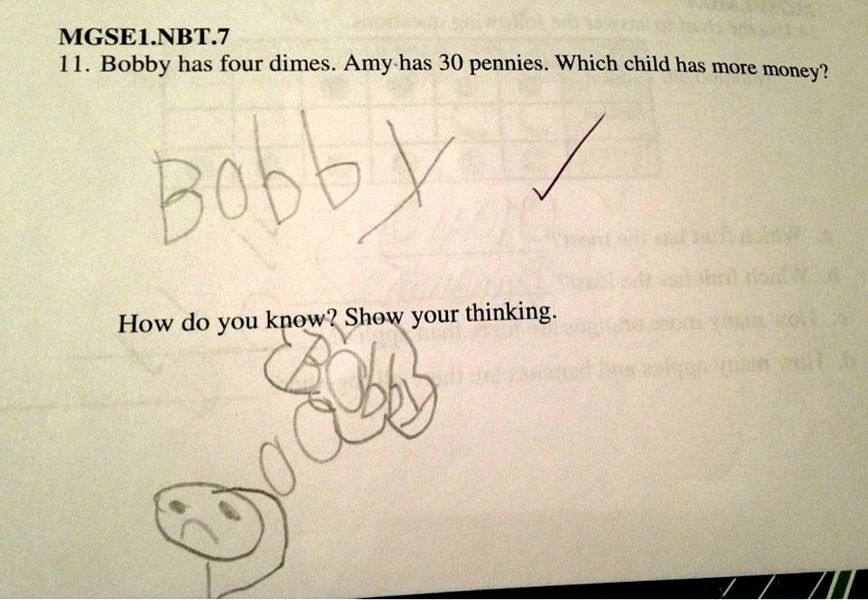 MGSE1.NBT.7
11. Bobby has four dimes. Amy has 30 pennies. Which child has more money?
Bobby
How do you know? Show your thinking.
Bobby